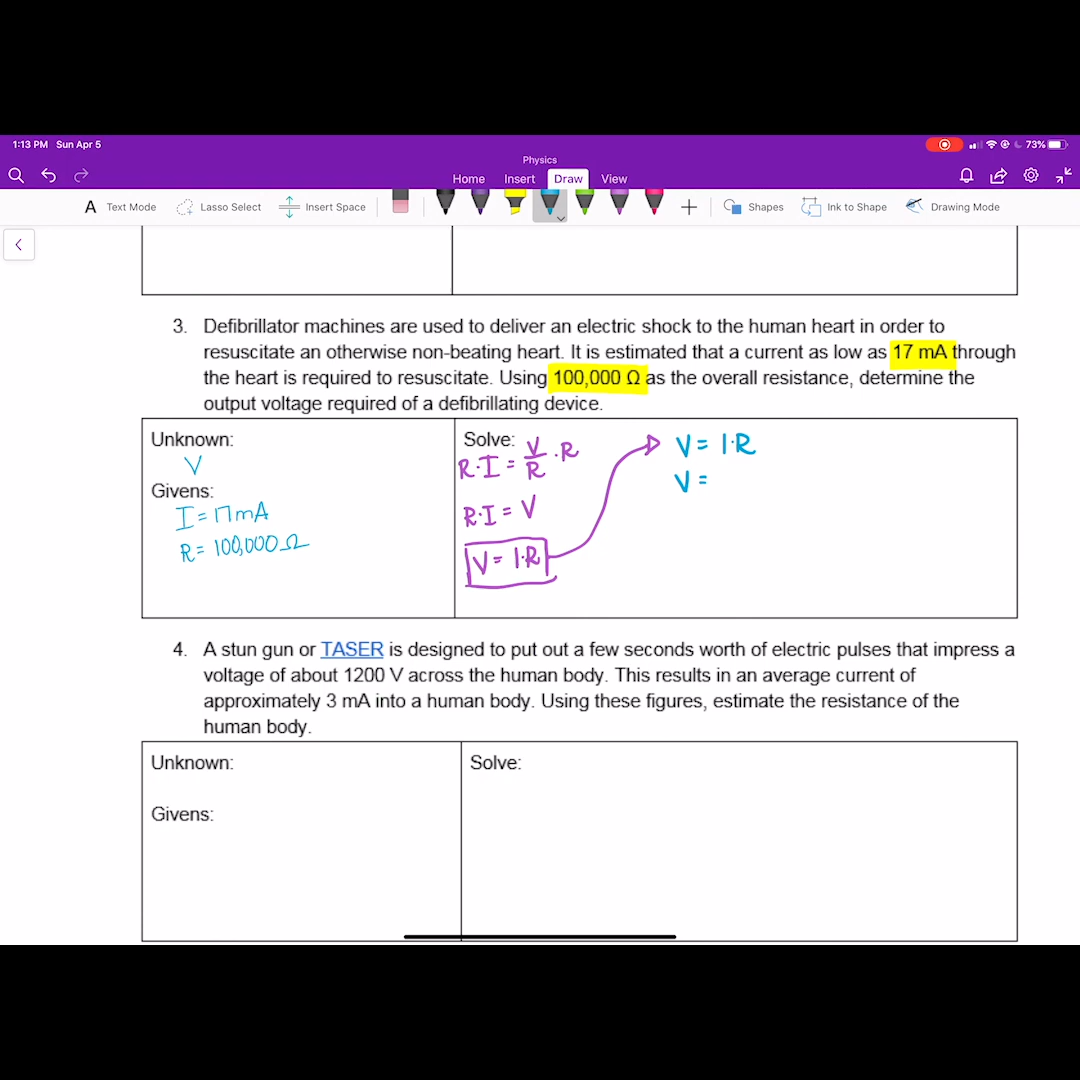 1:13 PM Sun Apr 5
73%
Physics
Home Insert Draw View
A Text Mode Lasso Select Insert Space Shapes Ink to Shape Drawing Mode
3. Defibrillator machines are used to deliver an electric shock to the human heart in order to
resuscitate an otherwise non-beating heart. It is estimated that a current as low as 17 mA through
the heart is required to resuscitate. Using 100,000 Ω as the overall resistance, determine the
output voltage required of a defibrillating device.
Unknown:
V
Givens:
I = 17mA
R = 100,000 Ω
Solve:
R·I = V/R ·R
R·I = V
V = I·R
V = I·R
V =
4. A stun gun or TASER is designed to put out a few seconds worth of electric pulses that impress a
voltage of about 1200 V across the human body. This results in an average current of
approximately 3 mA into a human body. Using these figures, estimate the resistance of the
human body.
Unknown:
Givens:
Solve: